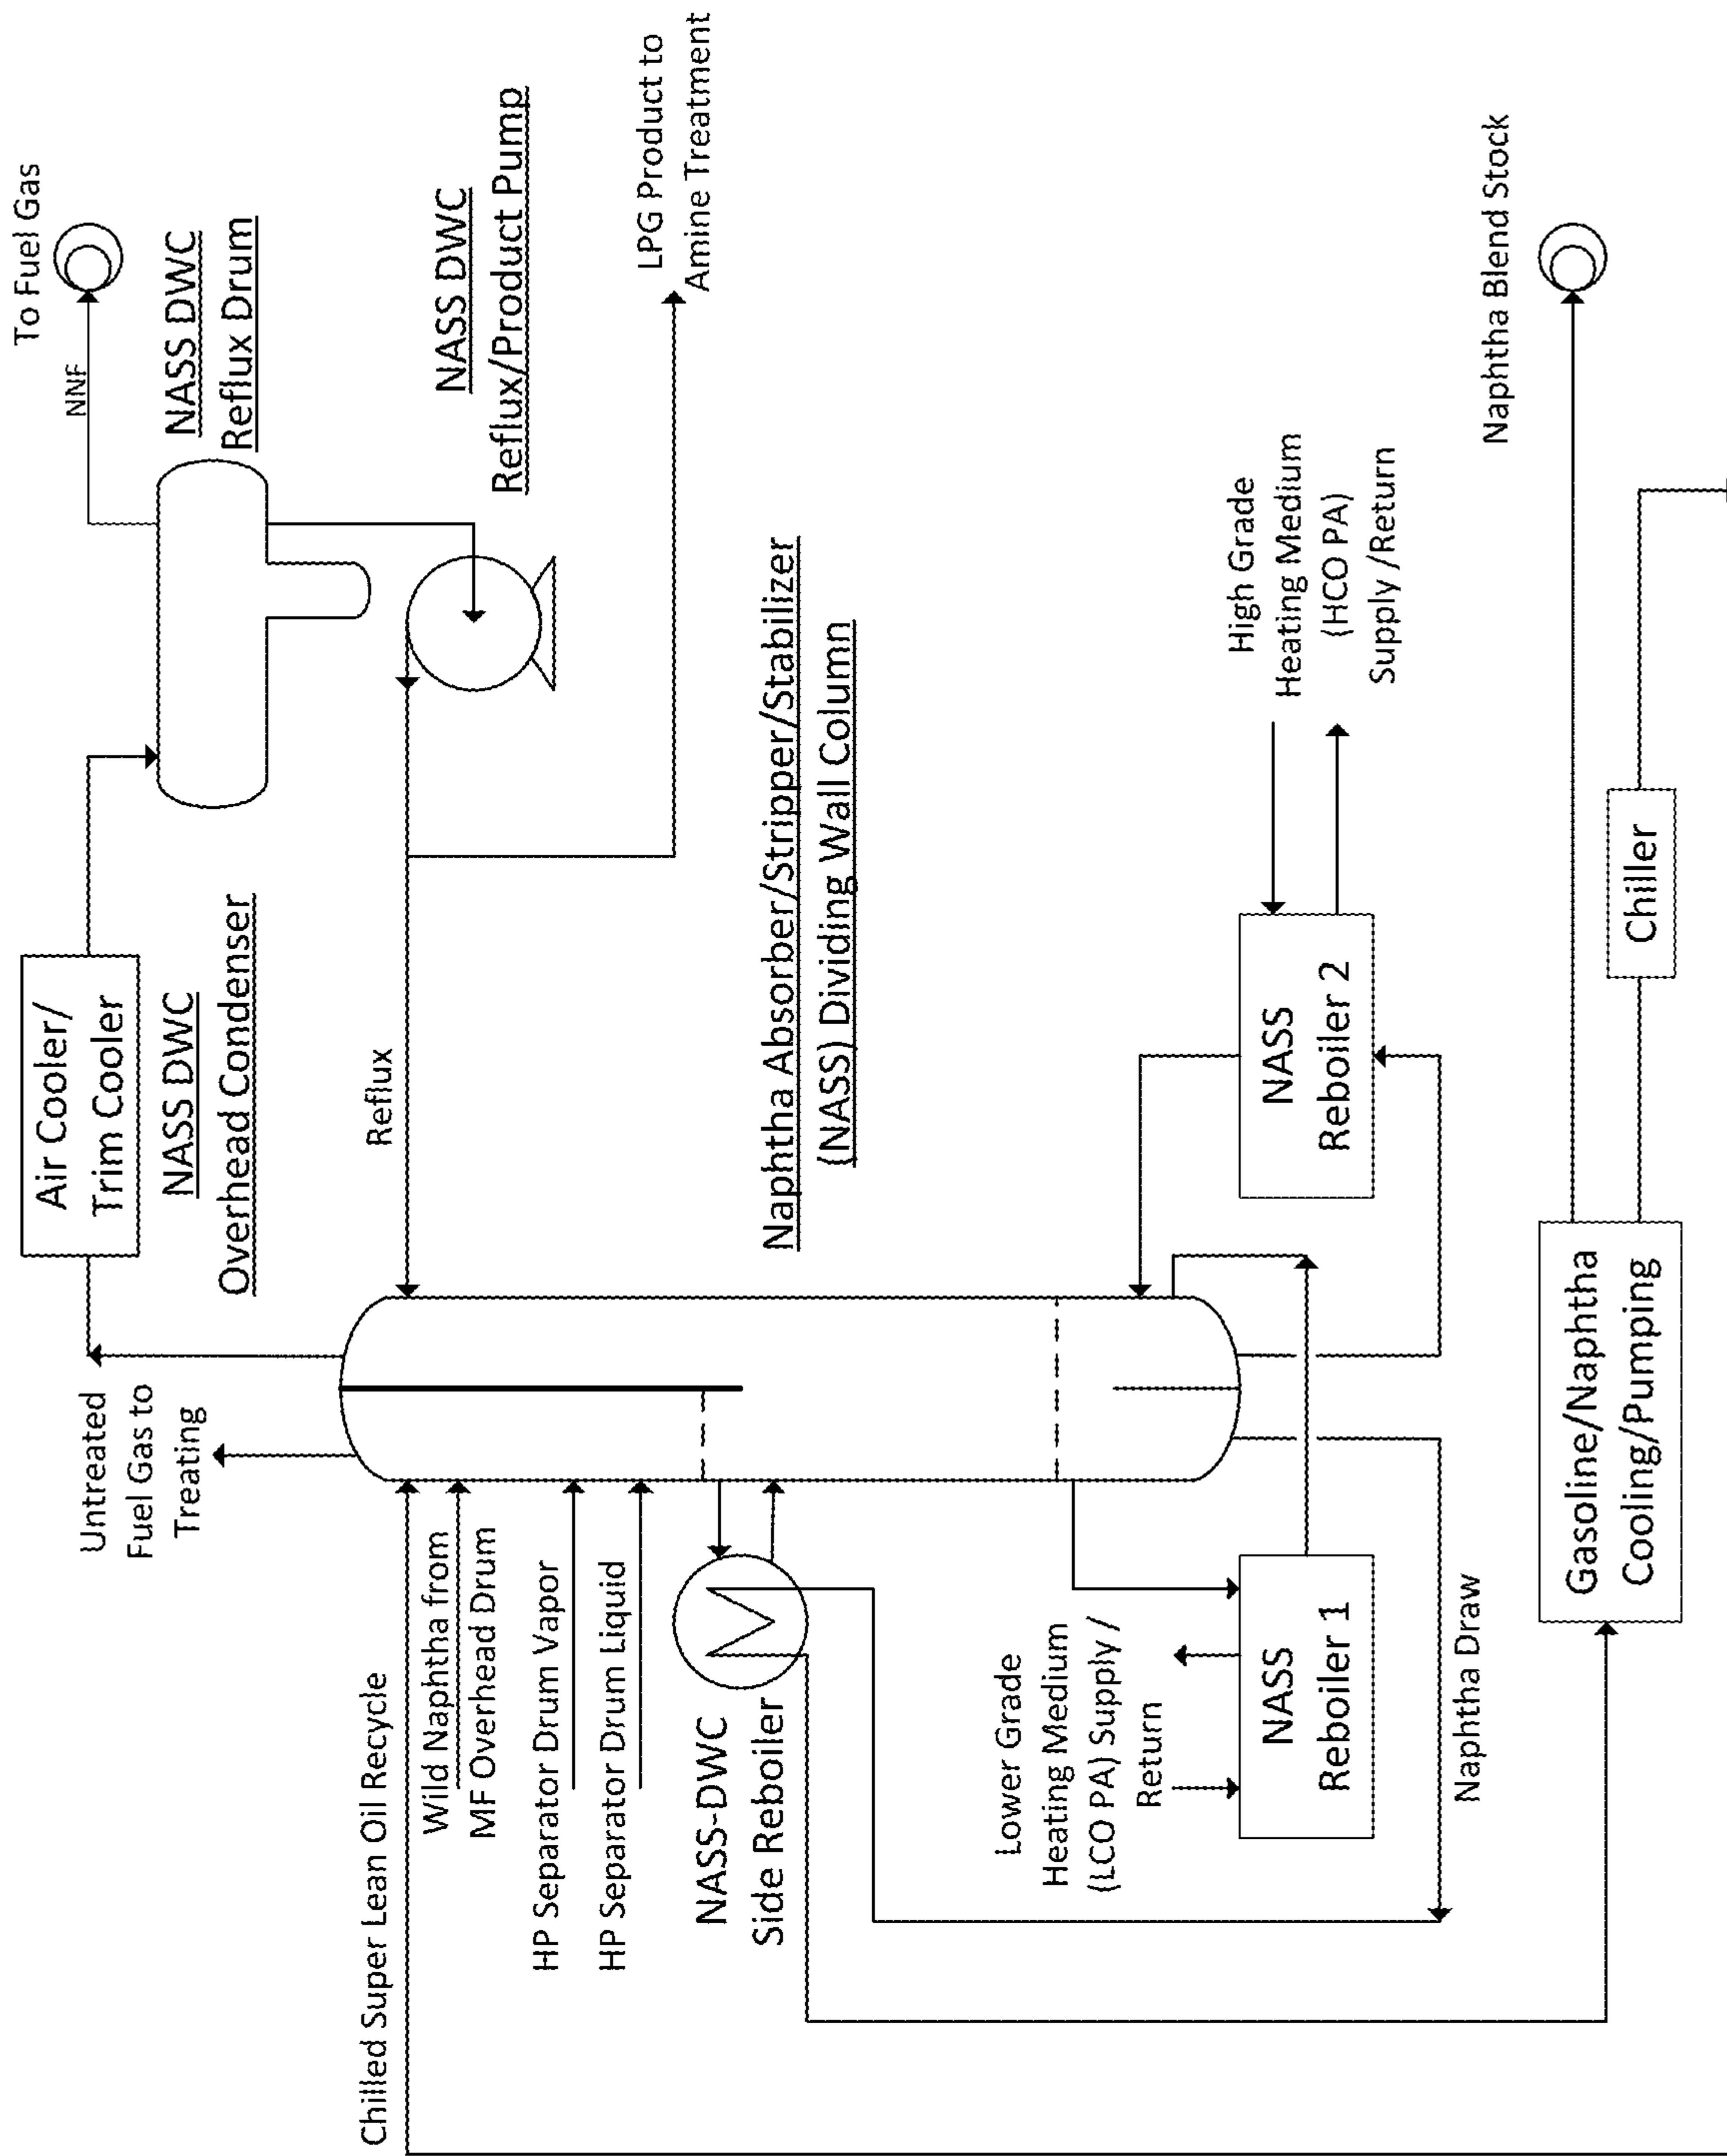 To Fuel Gas
NNF
Air Cooler/
Trim Cooler
NASS DWC
Overhead Condenser
NASS DWC
Reflux Drum
NASS DWC
Reflux/Product Pump
Untreated
Fuel Gas to
Treating
Reflux
LPG Product to
Amine Treatment
Chilled Super Lean Oil Recycle
Wild Naphtha from
MF Overhead Drum
HP Separator Drum Vapor
HP Separator Drum Liquid
NASS-DWC
Side Reboiler
Naphtha Absorber/Stripper/Stabilizer
(NASS) Dividing Wall Column
Lower Grade
Heating Medium
(LCO PA) Supply /
Return
NASS
Reboiler 1
NASS
Reboiler 2
High Grade
Heating Medium
(HCO PA)
Supply /Return
Naphtha Draw
Gasoline/Naphtha
Cooling/Pumping
Chiller
Naphtha Blend Stock